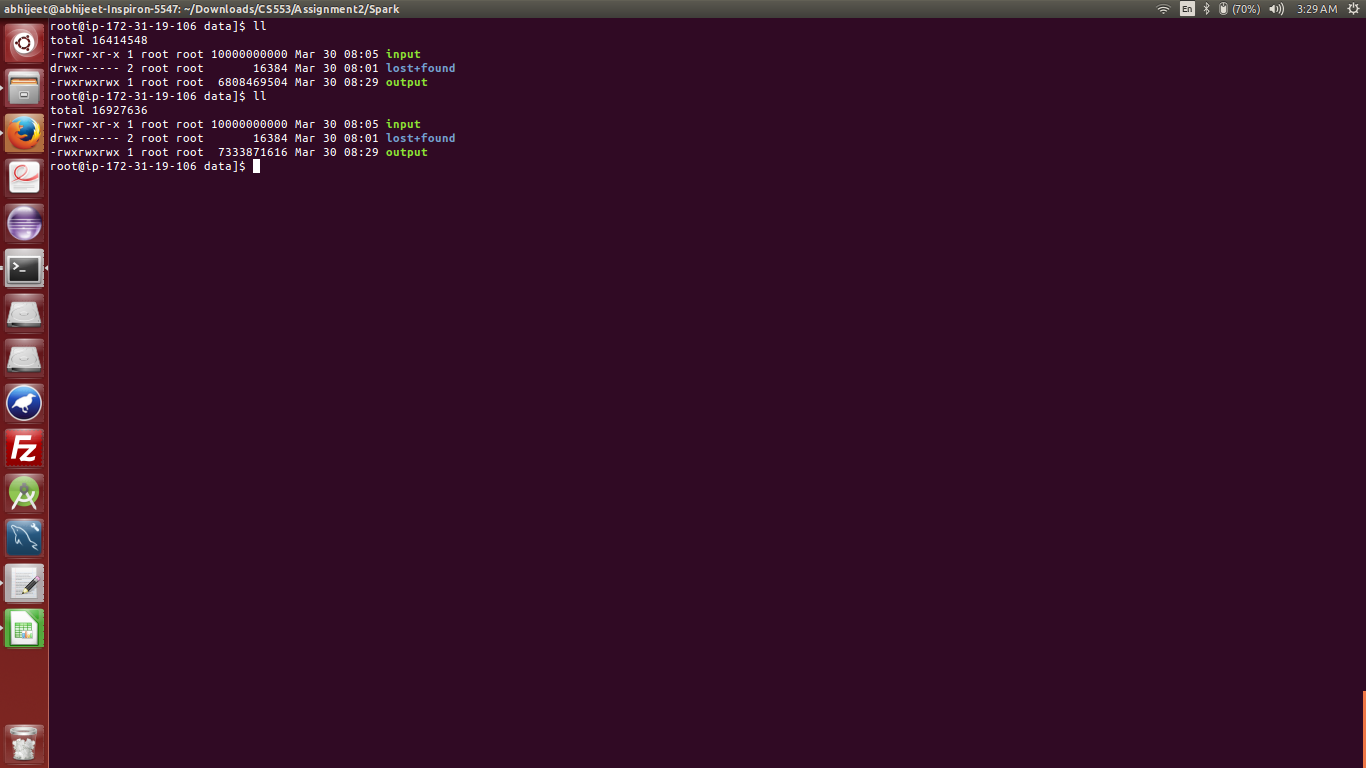 abhijeet@abhijeet-Inspiron-5547: ~/Downloads/CS553/Assignment2/Spark En (70%) 3:29 AM
root@ip-172-31-19-106 data]$ ll
total 16414548
-rwxr-xr-x 1 root root 10000000000 Mar 30 08:05 input
drwx------ 2 root root       16384 Mar 30 08:01 lost+found
-rwxrwxrwx 1 root root  6808469504 Mar 30 08:29 output
root@ip-172-31-19-106 data]$ ll
total 16927636
-rwxr-xr-x 1 root root 10000000000 Mar 30 08:05 input
drwx------ 2 root root       16384 Mar 30 08:01 lost+found
-rwxrwxrwx 1 root root  7333871616 Mar 30 08:29 output
root@ip-172-31-19-106 data]$
>_
Fz